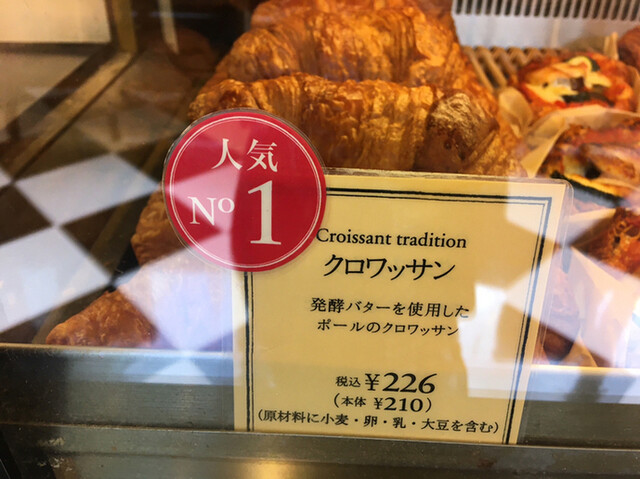 人気
No 1
Croissant tradition
クロワッサン
発酵バターを使用した
ポールのクロワッサン
税込 ¥226
(本体 ¥210)
(原材料に小麦・卵・乳・大豆を含む)